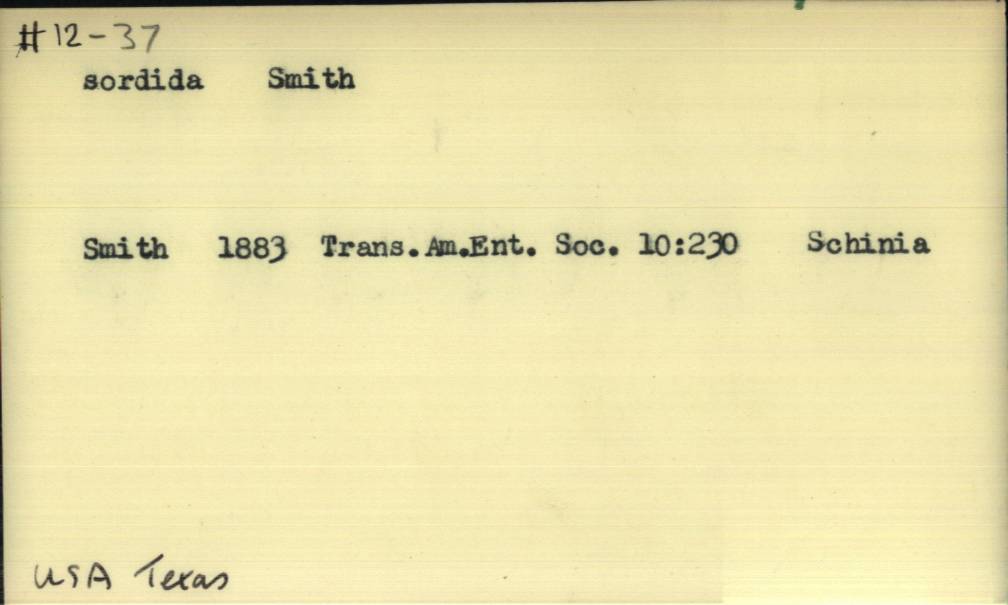 #12-37
sordida Smith
Smith 1883 Trans.Am.Ent. Soc. 10:230 Schinia
USA Texas